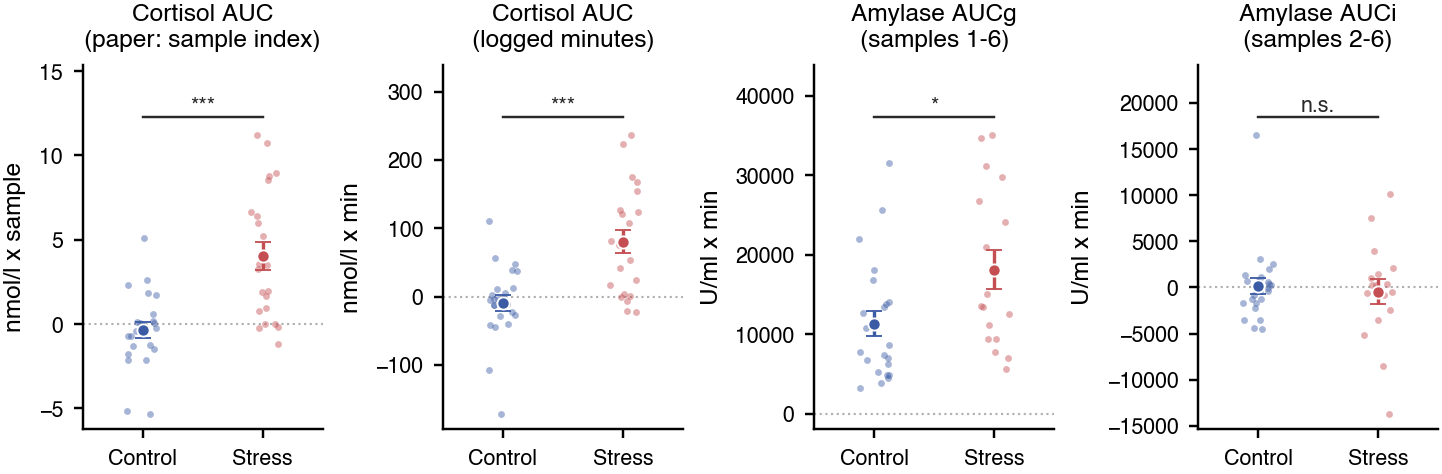 Cortisol AUC
(paper: sample index)
nmol/l x sample
15
10
5
0
−5
***
Control
Stress
Cortisol AUC
(logged minutes)
nmol/l x min
300
200
100
0
−100
***
Control
Stress
Amylase AUCg
(samples 1-6)
U/ml x min
40000
30000
20000
10000
0
*
Control
Stress
Amylase AUCi
(samples 2-6)
U/ml x min
20000
15000
10000
5000
0
−5000
−10000
−15000
n.s.
Control
Stress